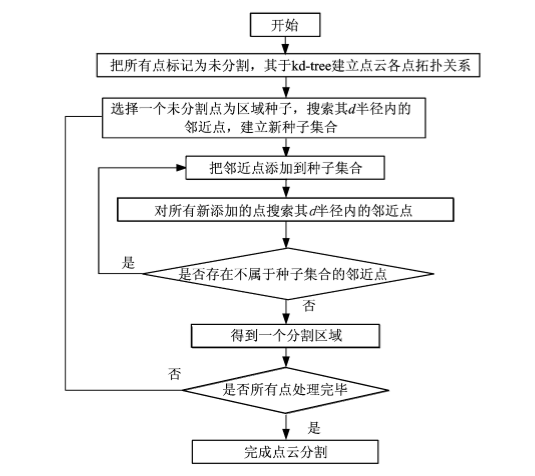 开始
把所有点标记为未分割，其于kd-tree建立点云各点拓扑关系
选择一个未分割点为区域种子，搜索其d半径内的
邻近点，建立新种子集合
把邻近点添加到种子集合
对所有新添加的点搜索其d半径内的邻近点
是
是否存在不属于种子集合的邻近点
否
得到一个分割区域
否
是否所有点处理完毕
是
完成点云分割